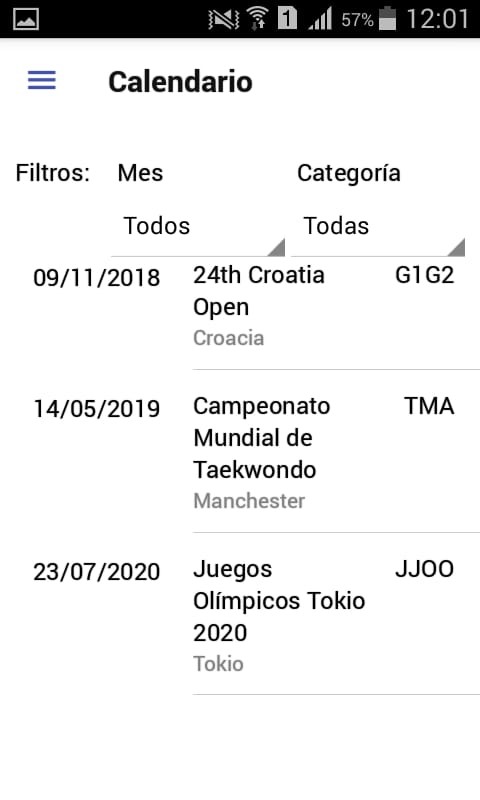 1 57% 12:01
Calendario
Filtros: Mes Categoría
Todos Todas
09/11/2018 24th Croatia G1G2
Open
Croacia
14/05/2019 Campeonato TMA
Mundial de
Taekwondo
Manchester
23/07/2020 Juegos JJOO
Olímpicos Tokio
2020
Tokio